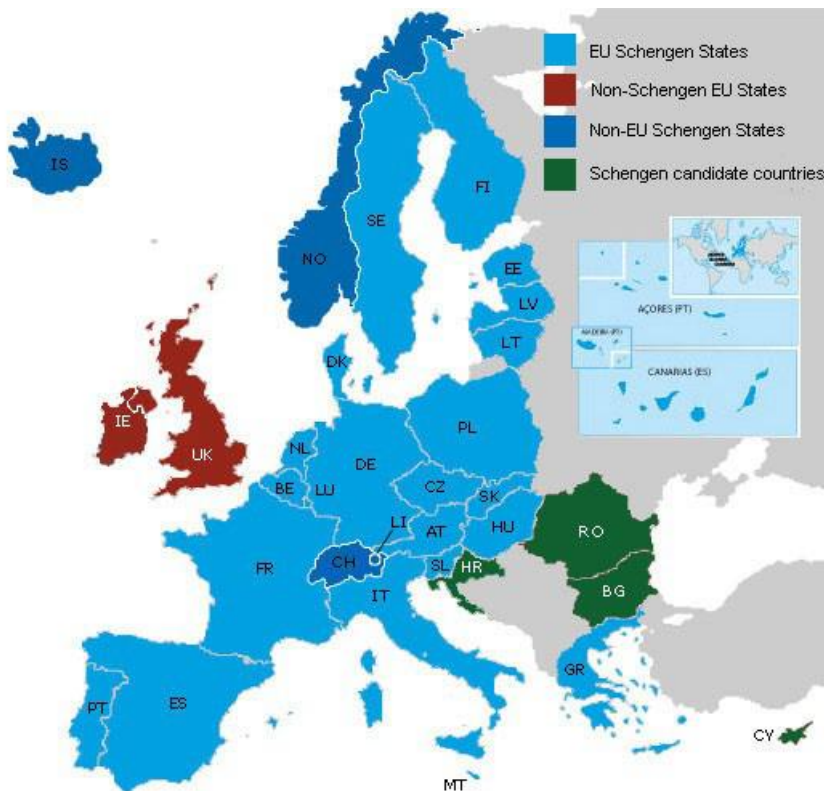 EU Schengen States
Non-Schengen EU States
Non-EU Schengen States
Schengen candidate countries
IS
NO
SE
FI
EE
LV
LT
DK
IE
UK
NL
BE
LU
DE
PL
CZ
SK
LI
AT
HU
FR
CH
SL
HR
IT
RO
BG
GR
PT
ES
CY
MT
AÇORES (PT)
MADEIRA (PT)
CANARIAS (ES)